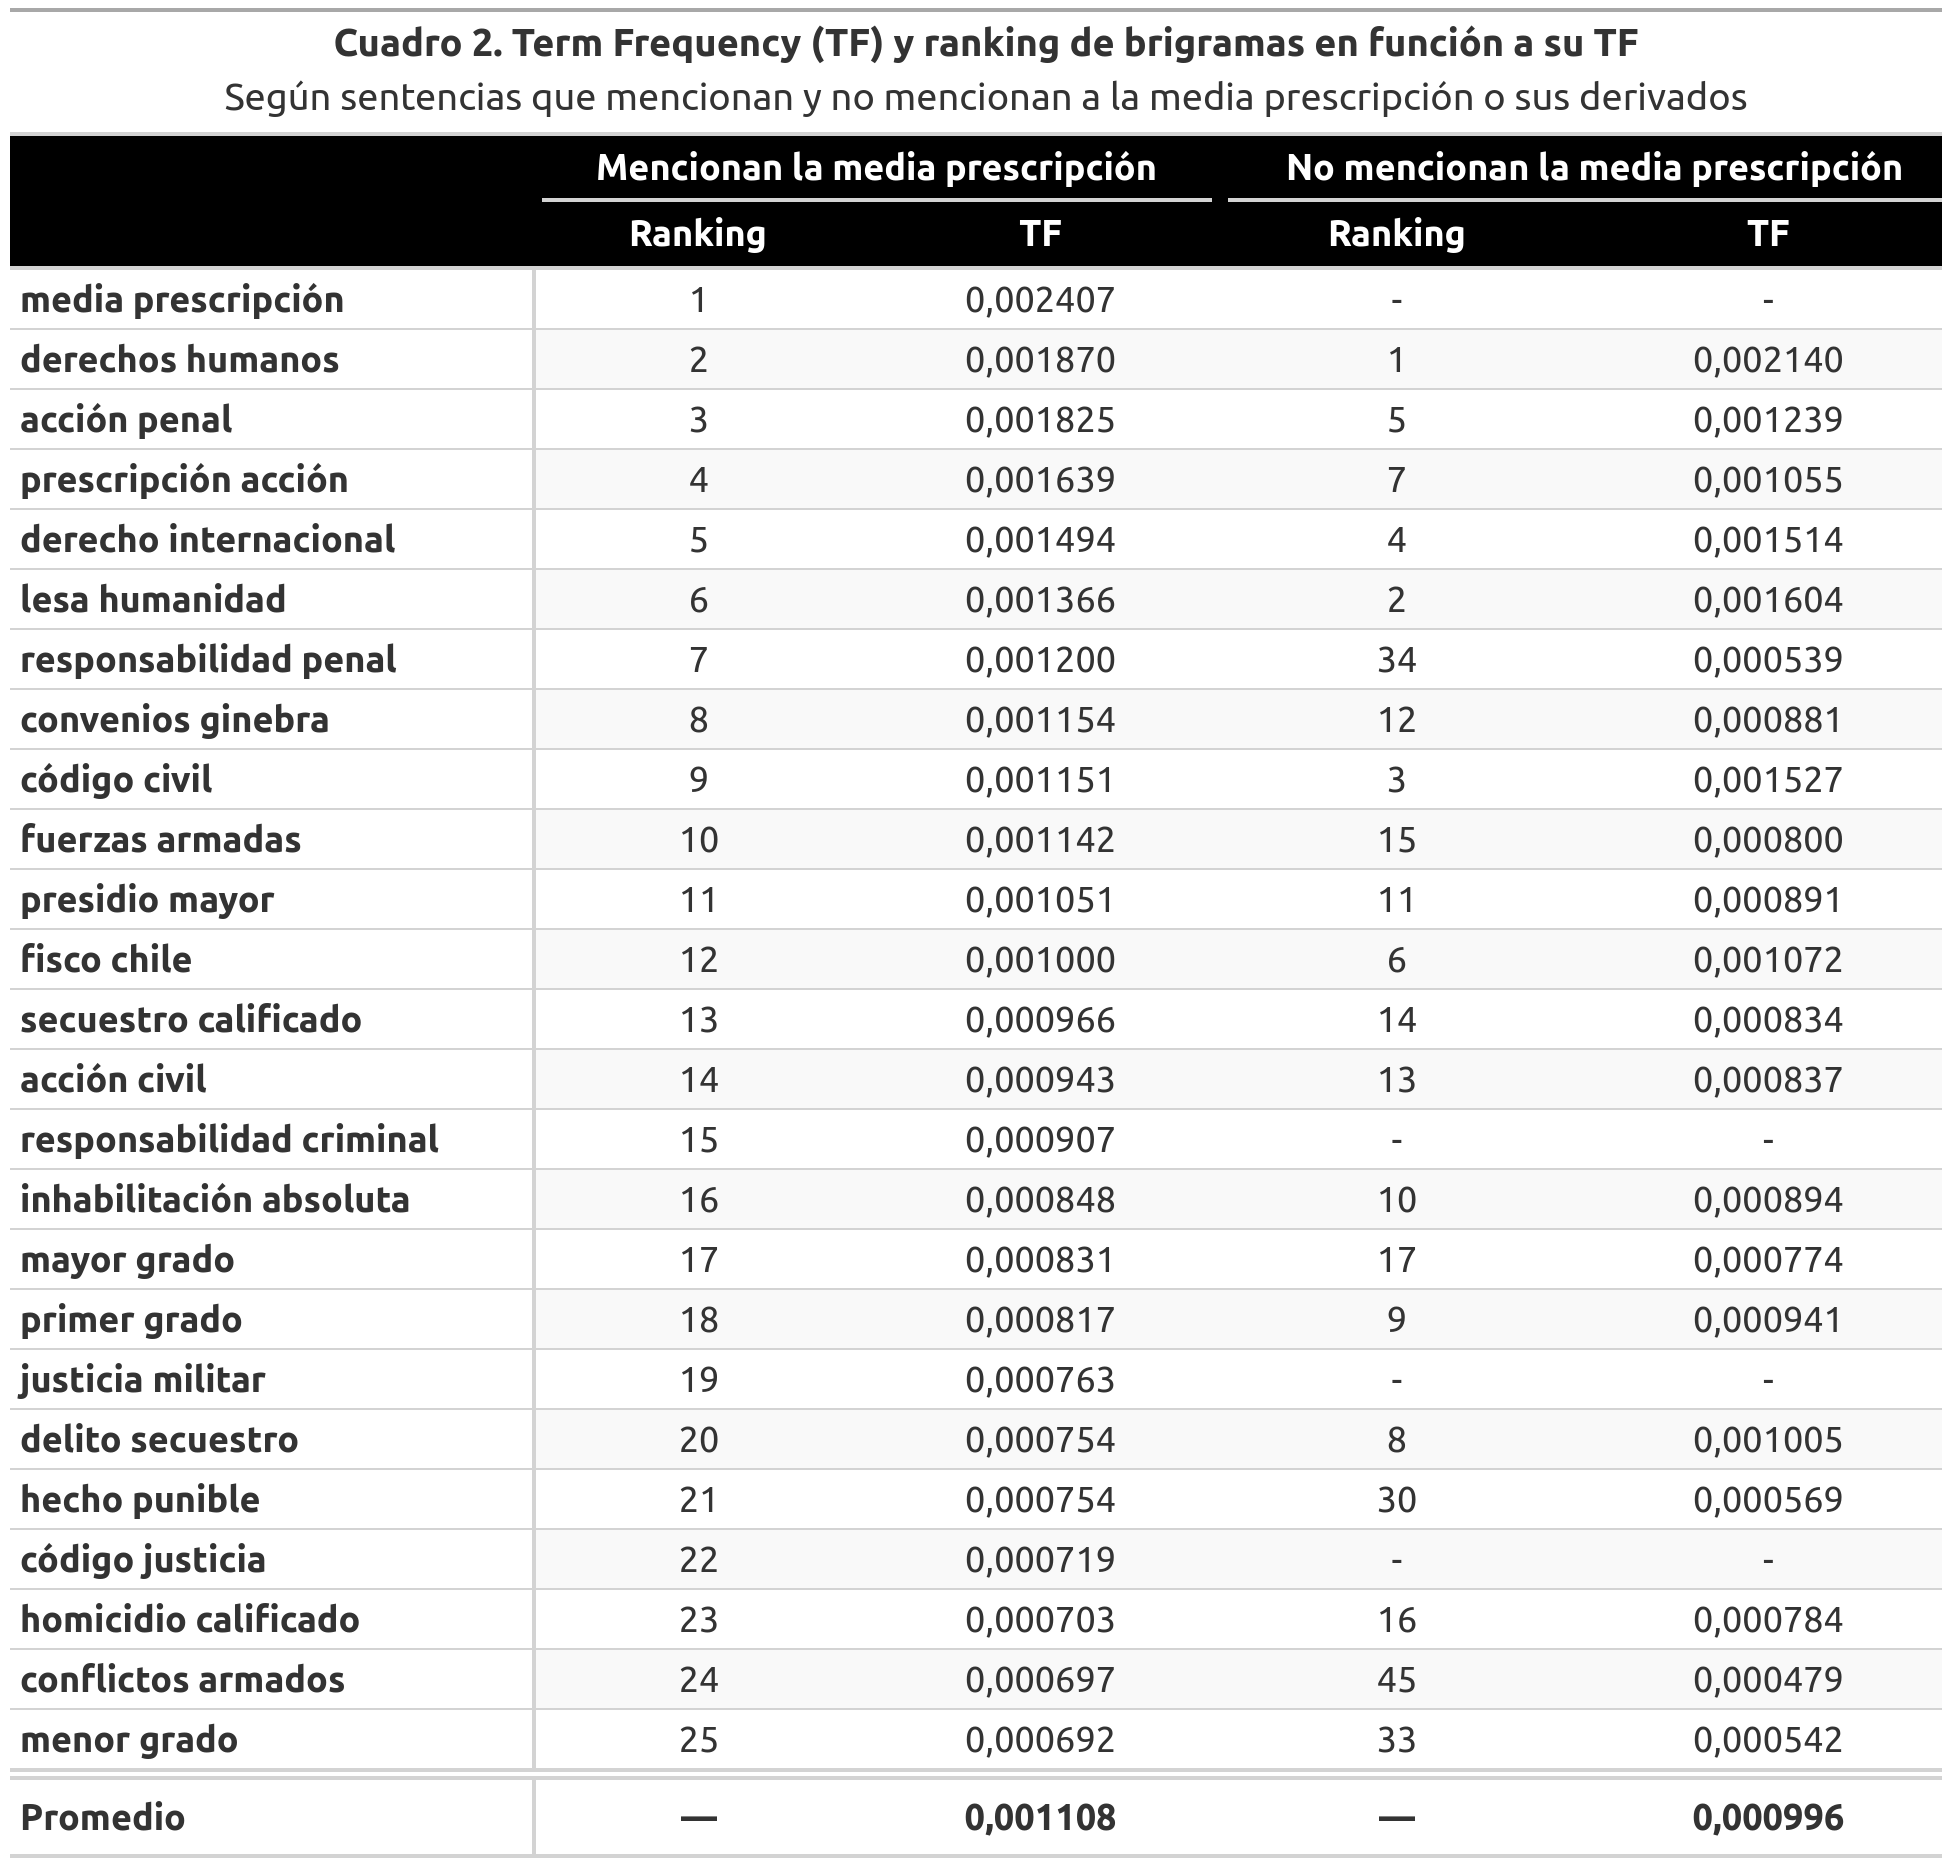 Cuadro 2. Term Frequency (TF) y ranking de brigramas en función a su TF
Según sentencias que mencionan y no mencionan a la media prescripción o sus derivados
Mencionan la media prescripción No mencionan la media prescripción
Ranking TF Ranking TF
media prescripción 1 0,002407 - -
derechos humanos 2 0,001870 1 0,002140
acción penal 3 0,001825 5 0,001239
prescripción acción 4 0,001639 7 0,001055
derecho internacional 5 0,001494 4 0,001514
lesa humanidad 6 0,001366 2 0,001604
responsabilidad penal 7 0,001200 34 0,000539
convenios ginebra 8 0,001154 12 0,000881
código civil 9 0,001151 3 0,001527
fuerzas armadas 10 0,001142 15 0,000800
presidio mayor 11 0,001051 11 0,000891
fisco chile 12 0,001000 6 0,001072
secuestro calificado 13 0,000966 14 0,000834
acción civil 14 0,000943 13 0,000837
responsabilidad criminal 15 0,000907 - -
inhabilitación absoluta 16 0,000848 10 0,000894
mayor grado 17 0,000831 17 0,000774
primer grado 18 0,000817 9 0,000941
justicia militar 19 0,000763 - -
delito secuestro 20 0,000754 8 0,001005
hecho punible 21 0,000754 30 0,000569
código justicia 22 0,000719 - -
homicidio calificado 23 0,000703 16 0,000784
conflictos armados 24 0,000697 45 0,000479
menor grado 25 0,000692 33 0,000542
Promedio — 0,001108 — 0,000996